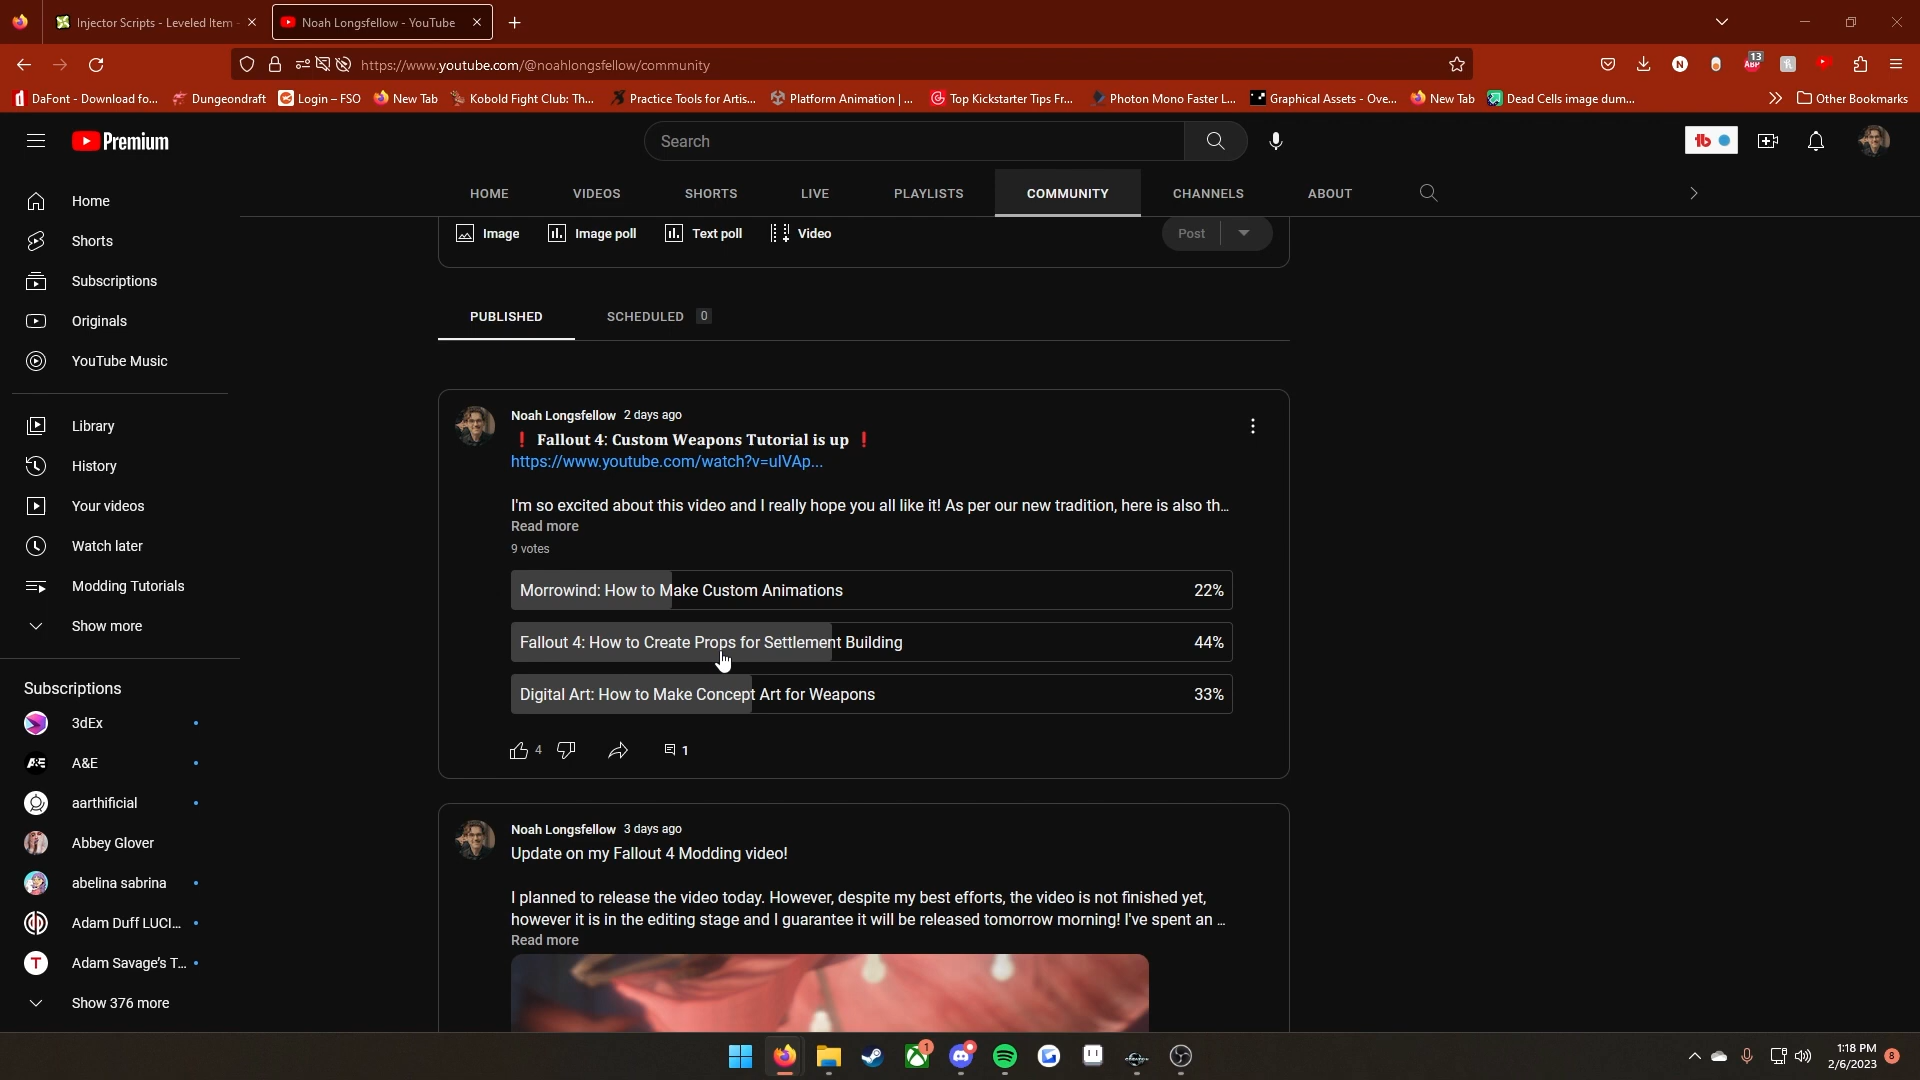 Injector Scripts - Leveled Item -
Noah Longsfellow - YouTube
https://www.youtube.com/@noahlongsfellow/community
13
ABP
N
DaFont - Download fo...
Dungeondraft
Login – FSO
New Tab
Kobold Fight Club: Th...
Practice Tools for Artis...
Platform Animation | ...
Top Kickstarter Tips Fr...
Photon Mono Faster L...
Graphical Assets - Ove...
New Tab
Dead Cells image dum...
Other Bookmarks
Premium
Search
tb
HOME
VIDEOS
SHORTS
LIVE
PLAYLISTS
COMMUNITY
CHANNELS
ABOUT
Home
Shorts
Subscriptions
Originals
YouTube Music
Library
History
Your videos
Watch later
Modding Tutorials
Show more
Subscriptions
3dEx
A&E
aarthificial
Abbey Glover
abelina sabrina
Adam Duff LUCI...
Adam Savage's T...
Show 376 more
Image
Image poll
Text poll
Video
Post
PUBLISHED
SCHEDULED 0
Noah Longsfellow 2 days ago
❗ Fallout 4: Custom Weapons Tutorial is up ❗
https://www.youtube.com/watch?v=ulVAp...
I'm so excited about this video and I really hope you all like it! As per our new tradition, here is also th...
Read more
9 votes
Morrowind: How to Make Custom Animations 22%
Fallout 4: How to Create Props for Settlement Building 44%
Digital Art: How to Make Concept Art for Weapons 33%
4
1
Noah Longsfellow 3 days ago
Update on my Fallout 4 Modding video!
I planned to release the video today. However, despite my best efforts, the video is not finished yet,
however it is in the editing stage and I guarantee it will be released tomorrow morning! I've spent an ...
Read more
1
1:18 PM
2/6/2023
8